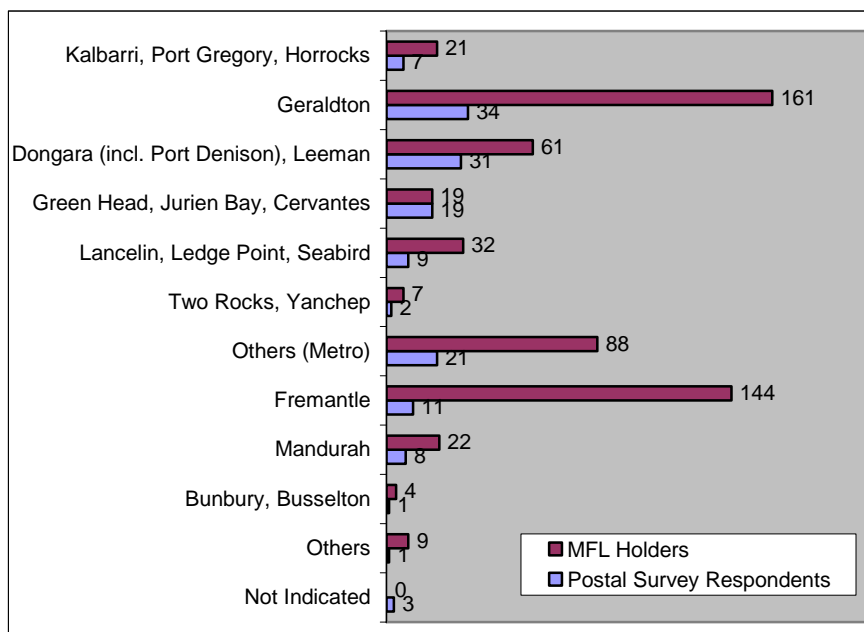 Kalbarri, Port Gregory, Horrocks
21
7
Geraldton
161
34
Dongara (incl. Port Denison), Leeman
61
31
Green Head, Jurien Bay, Cervantes
19
19
Lancelin, Ledge Point, Seabird
32
9
Two Rocks, Yanchep
7
2
Others (Metro)
88
21
Fremantle
144
11
Mandurah
22
8
Bunbury, Busselton
4
1
Others
9
1
Not Indicated
0
3
MFL Holders
Postal Survey Respondents